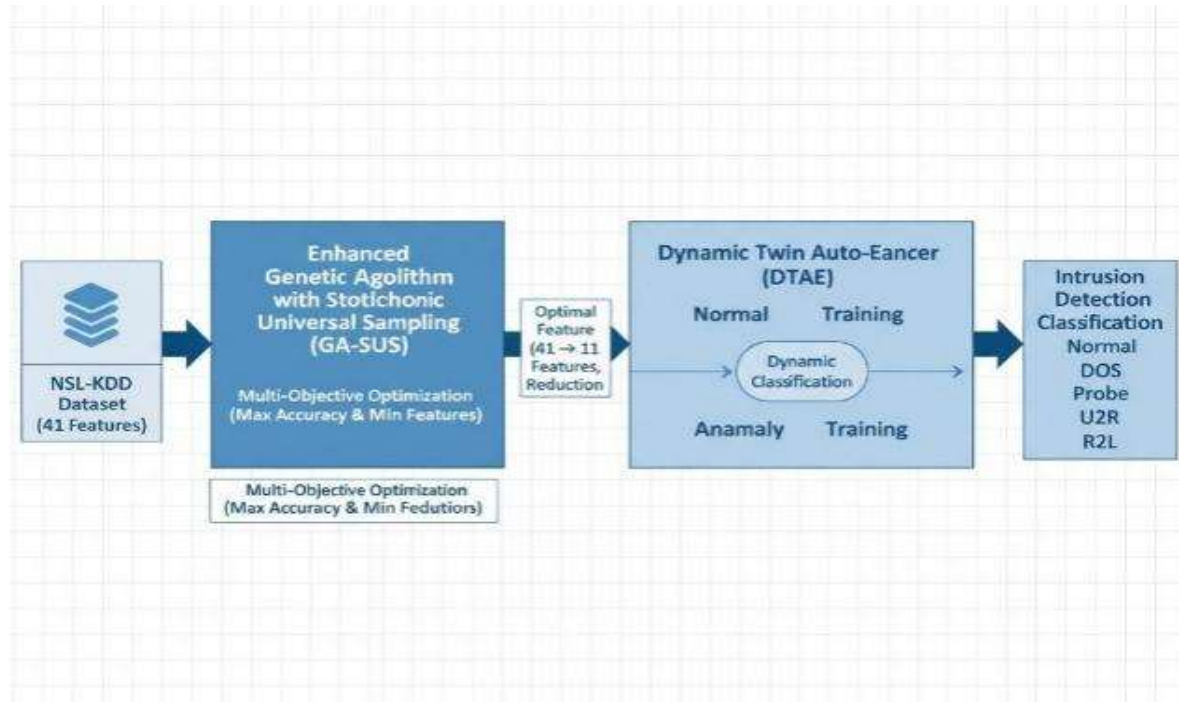 NSL-KDD
Dataset
(41 Features)
Enhanced
Genetic Agolithm
with Stotichonic
Universal Sampling
(GA-SUS)
Multi-Objective Optimization
(Max Accuracy & Min Features)
Multi-Objective Optimization
(Max Accuracy & Min Fedutiors)
Optimal
Feature
(41 → 11
Features,
Reduction
Dynamic Twin Auto-Eancer
(DTAE)
Normal Training
Dynamic
Classification
Anamaly Training
Intrusion
Detection
Classification
Normal
DOS
Probe
U2R
R2L